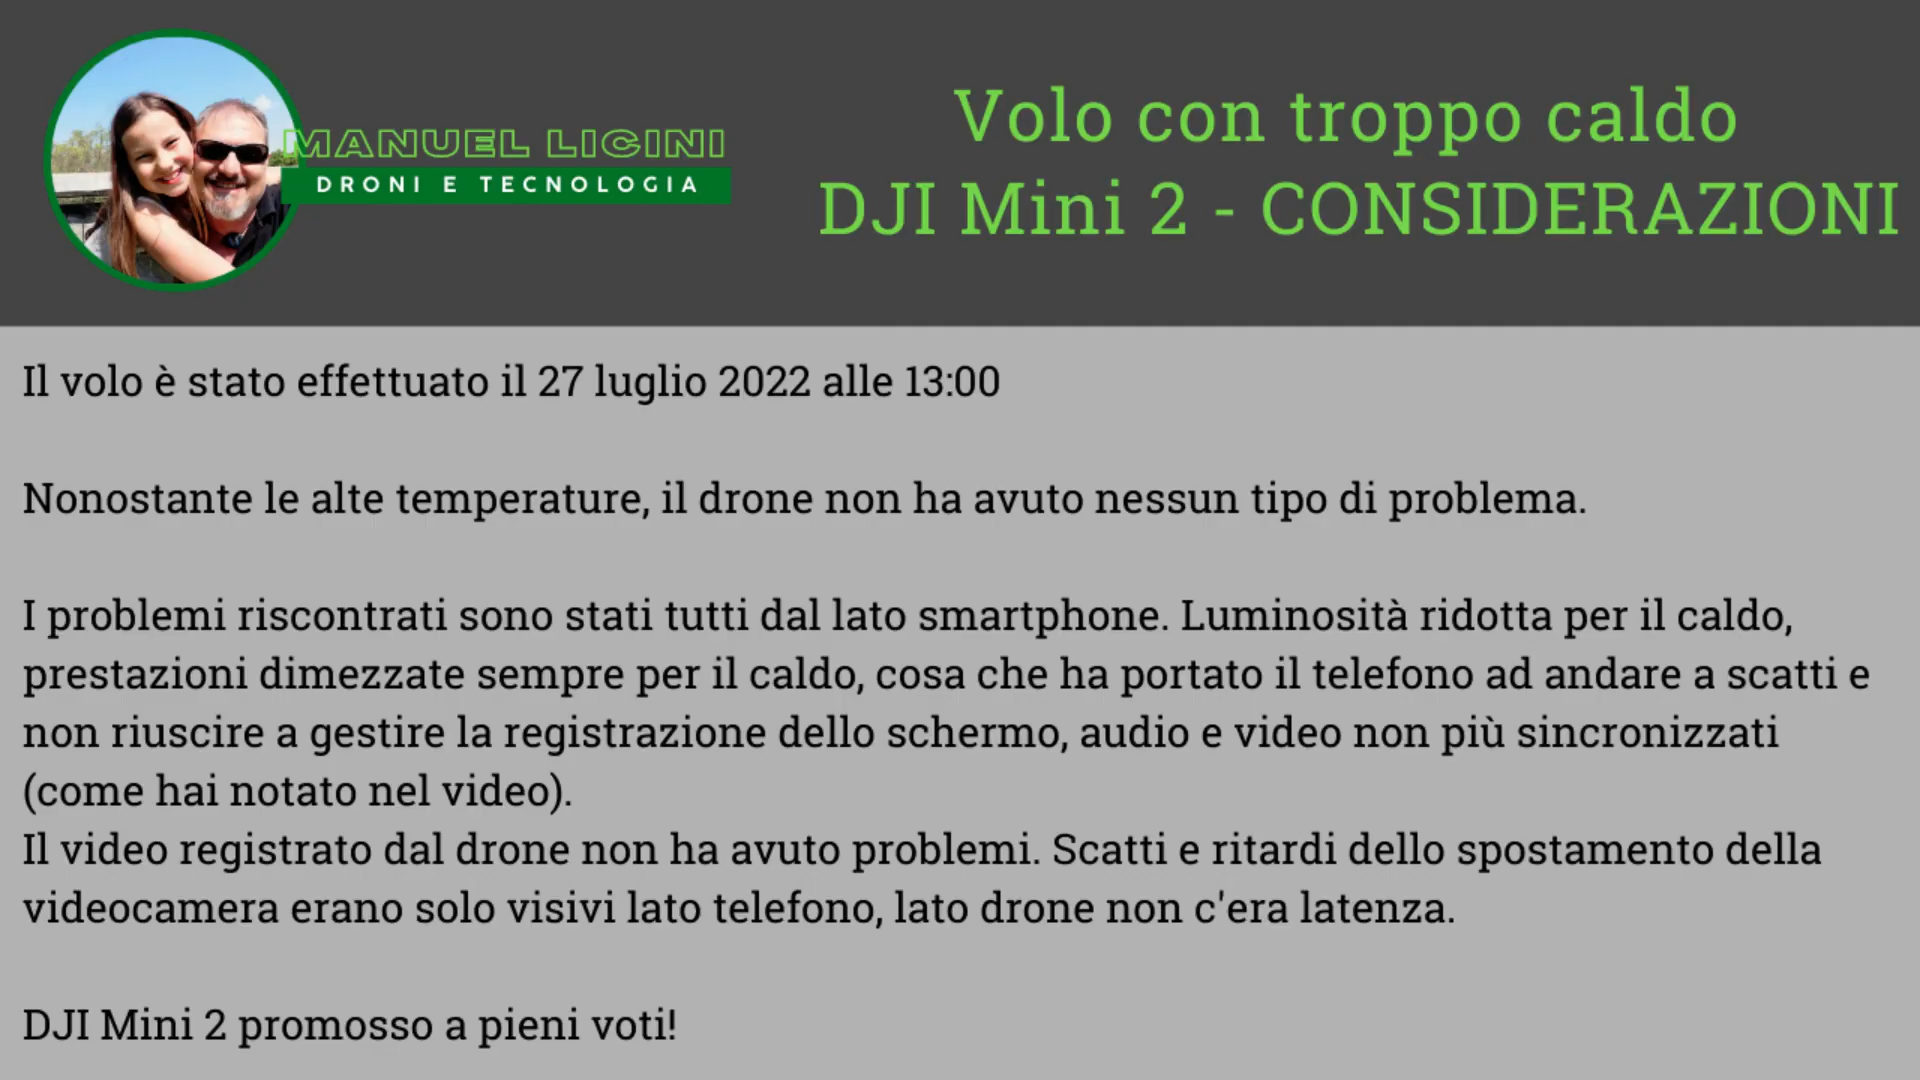 MANUEL LICINI
DRONI E TECNOLOGIA
Volo con troppo caldo
DJI Mini 2 - CONSIDERAZIONI
Il volo è stato effettuato il 27 luglio 2022 alle 13:00
Nonostante le alte temperature, il drone non ha avuto nessun tipo di problema.
I problemi riscontrati sono stati tutti dal lato smartphone. Luminosità ridotta per il caldo,
prestazioni dimezzate sempre per il caldo, cosa che ha portato il telefono ad andare a scatti e
non riuscire a gestire la registrazione dello schermo, audio e video non più sincronizzati
(come hai notato nel video).
Il video registrato dal drone non ha avuto problemi. Scatti e ritardi dello spostamento della
videocamera erano solo visivi lato telefono, lato drone non c'era latenza.
DJI Mini 2 promosso a pieni voti!